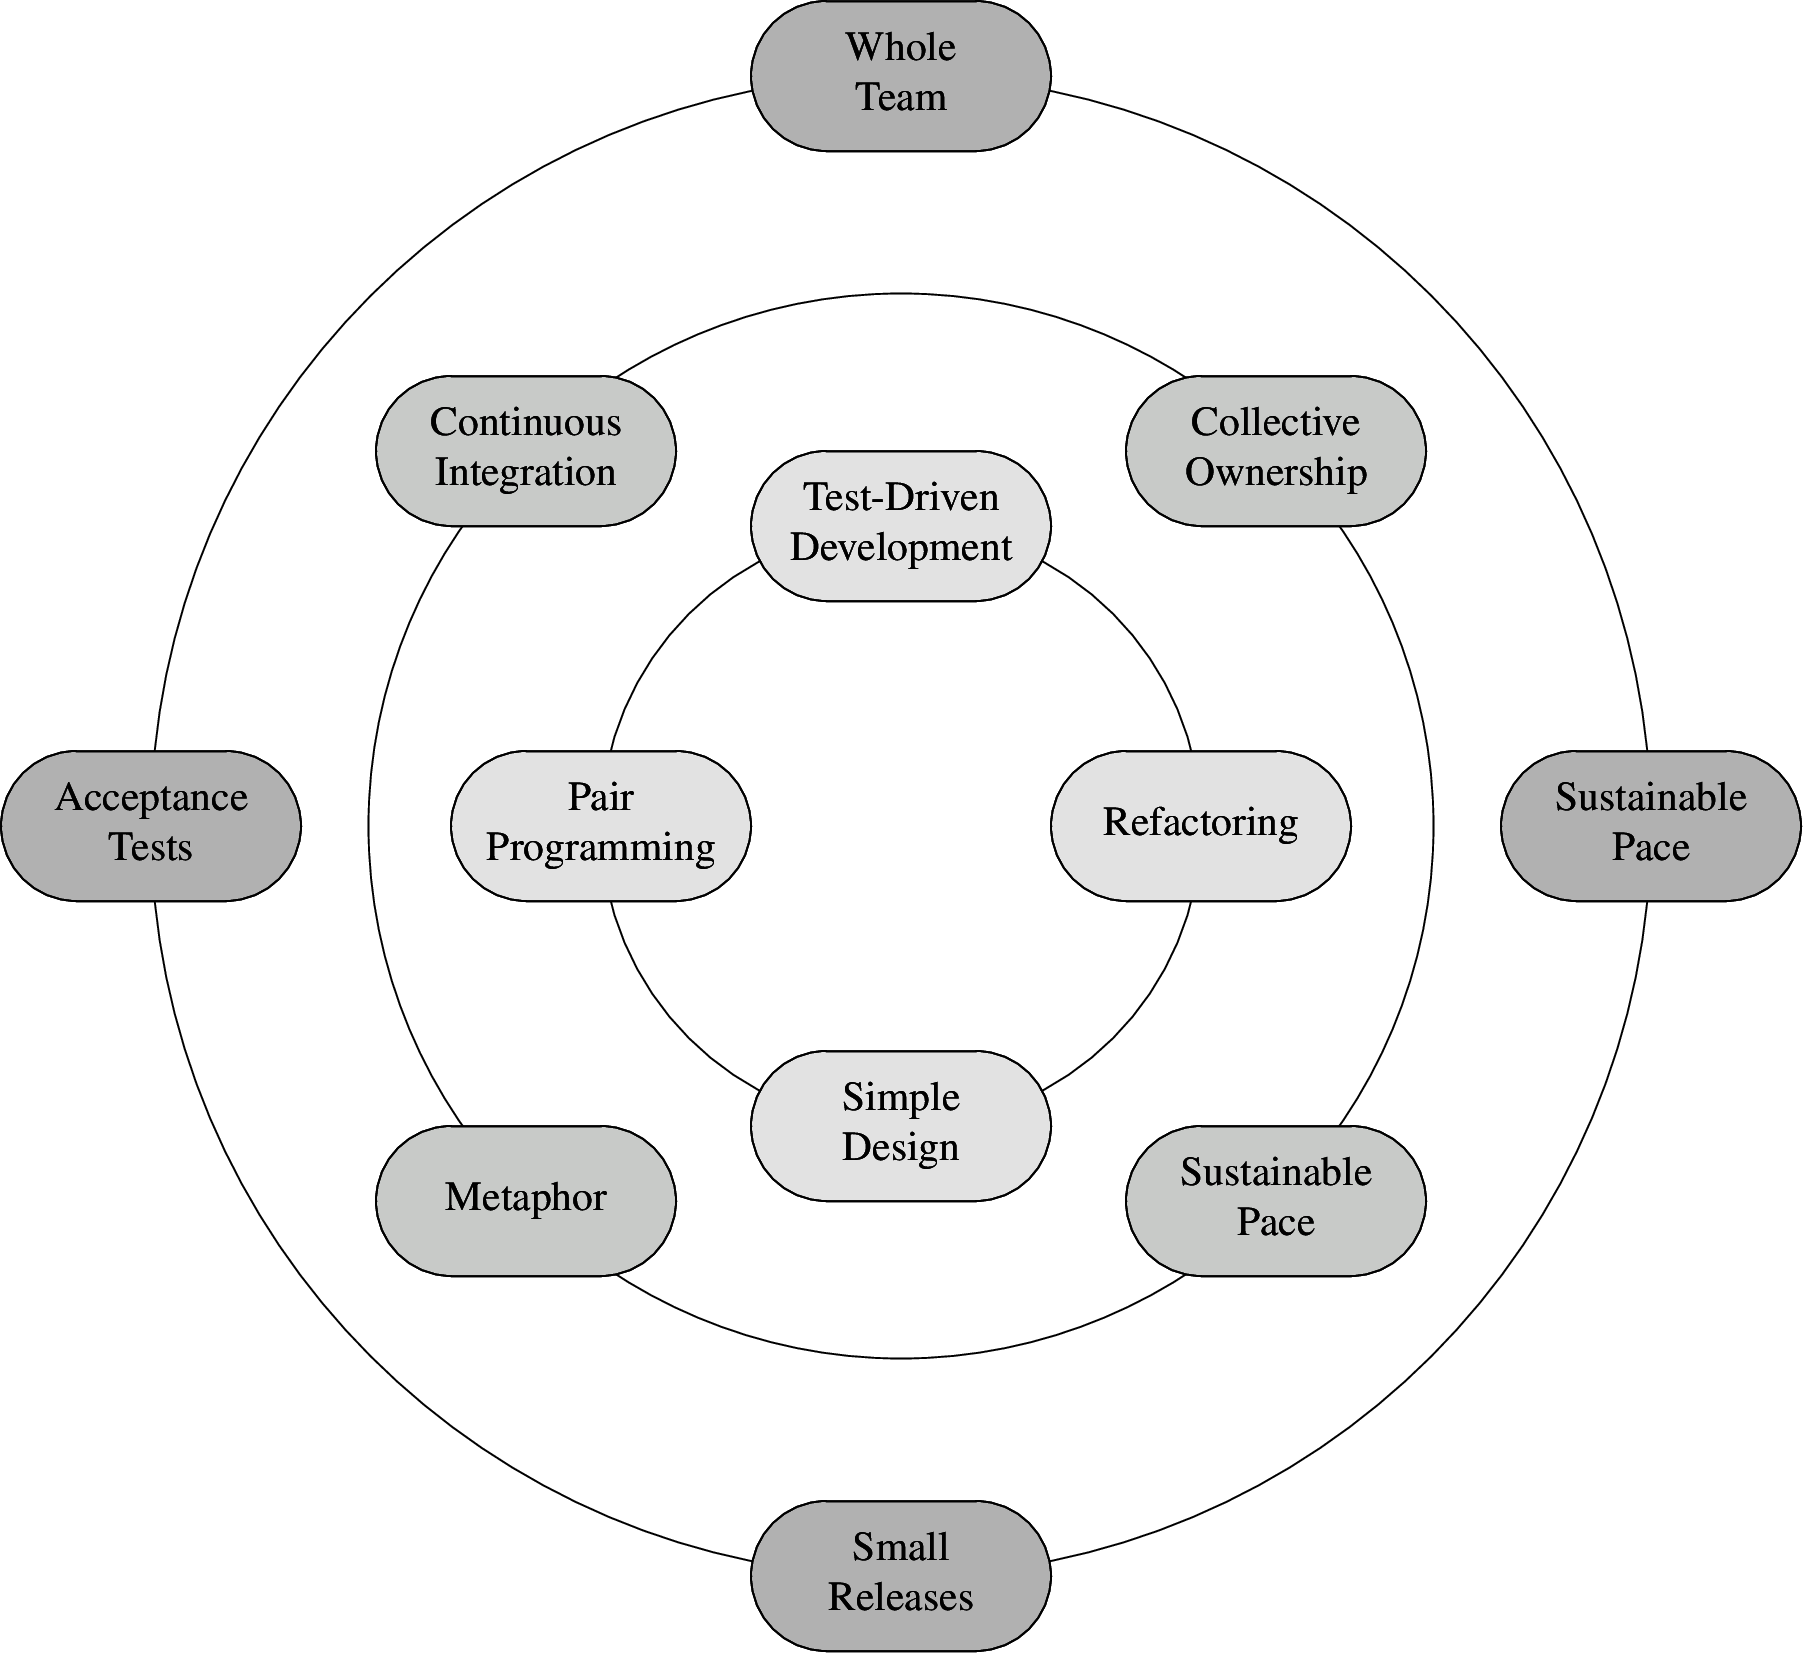 Whole
Team
Continuous
Integration
Collective
Ownership
Test-Driven
Development
Acceptance
Tests
Pair
Programming
Refactoring
Sustainable
Pace
Simple
Design
Metaphor
Sustainable
Pace
Small
Releases